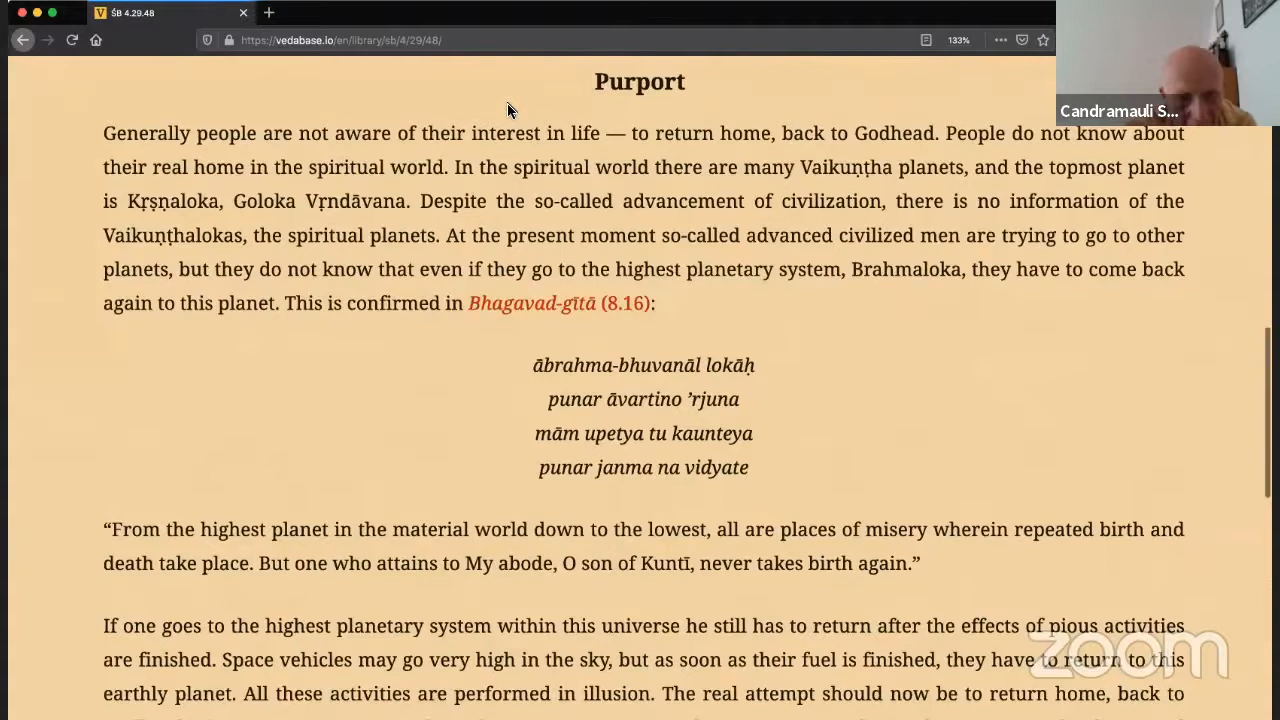 ŚB 4.29.48
https://vedabase.io/en/library/sb/4/29/48/
133%
Candramauli S...
Purport
Generally people are not aware of their interest in life — to return home, back to Godhead. People do not know about
their real home in the spiritual world. In the spiritual world there are many Vaikuṇṭha planets, and the topmost planet
is Kṛṣṇaloka, Goloka Vṛndāvana. Despite the so-called advancement of civilization, there is no information of the
Vaikuṇṭhalokas, the spiritual planets. At the present moment so-called advanced civilized men are trying to go to other
planets, but they do not know that even if they go to the highest planetary system, Brahmaloka, they have to come back
again to this planet. This is confirmed in Bhagavad-gītā (8.16):
ābrahma-bhuvanāl lokāḥ
punar āvartino ’rjuna
mām upetya tu kaunteya
punar janma na vidyate
“From the highest planet in the material world down to the lowest, all are places of misery wherein repeated birth and
death take place. But one who attains to My abode, O son of Kuntī, never takes birth again.”
If one goes to the highest planetary system within this universe he still has to return after the effects of pious activities
are finished. Space vehicles may go very high in the sky, but as soon as their fuel is finished, they have to return to this
earthly planet. All these activities are performed in illusion. The real attempt should now be to return home, back to
zoom